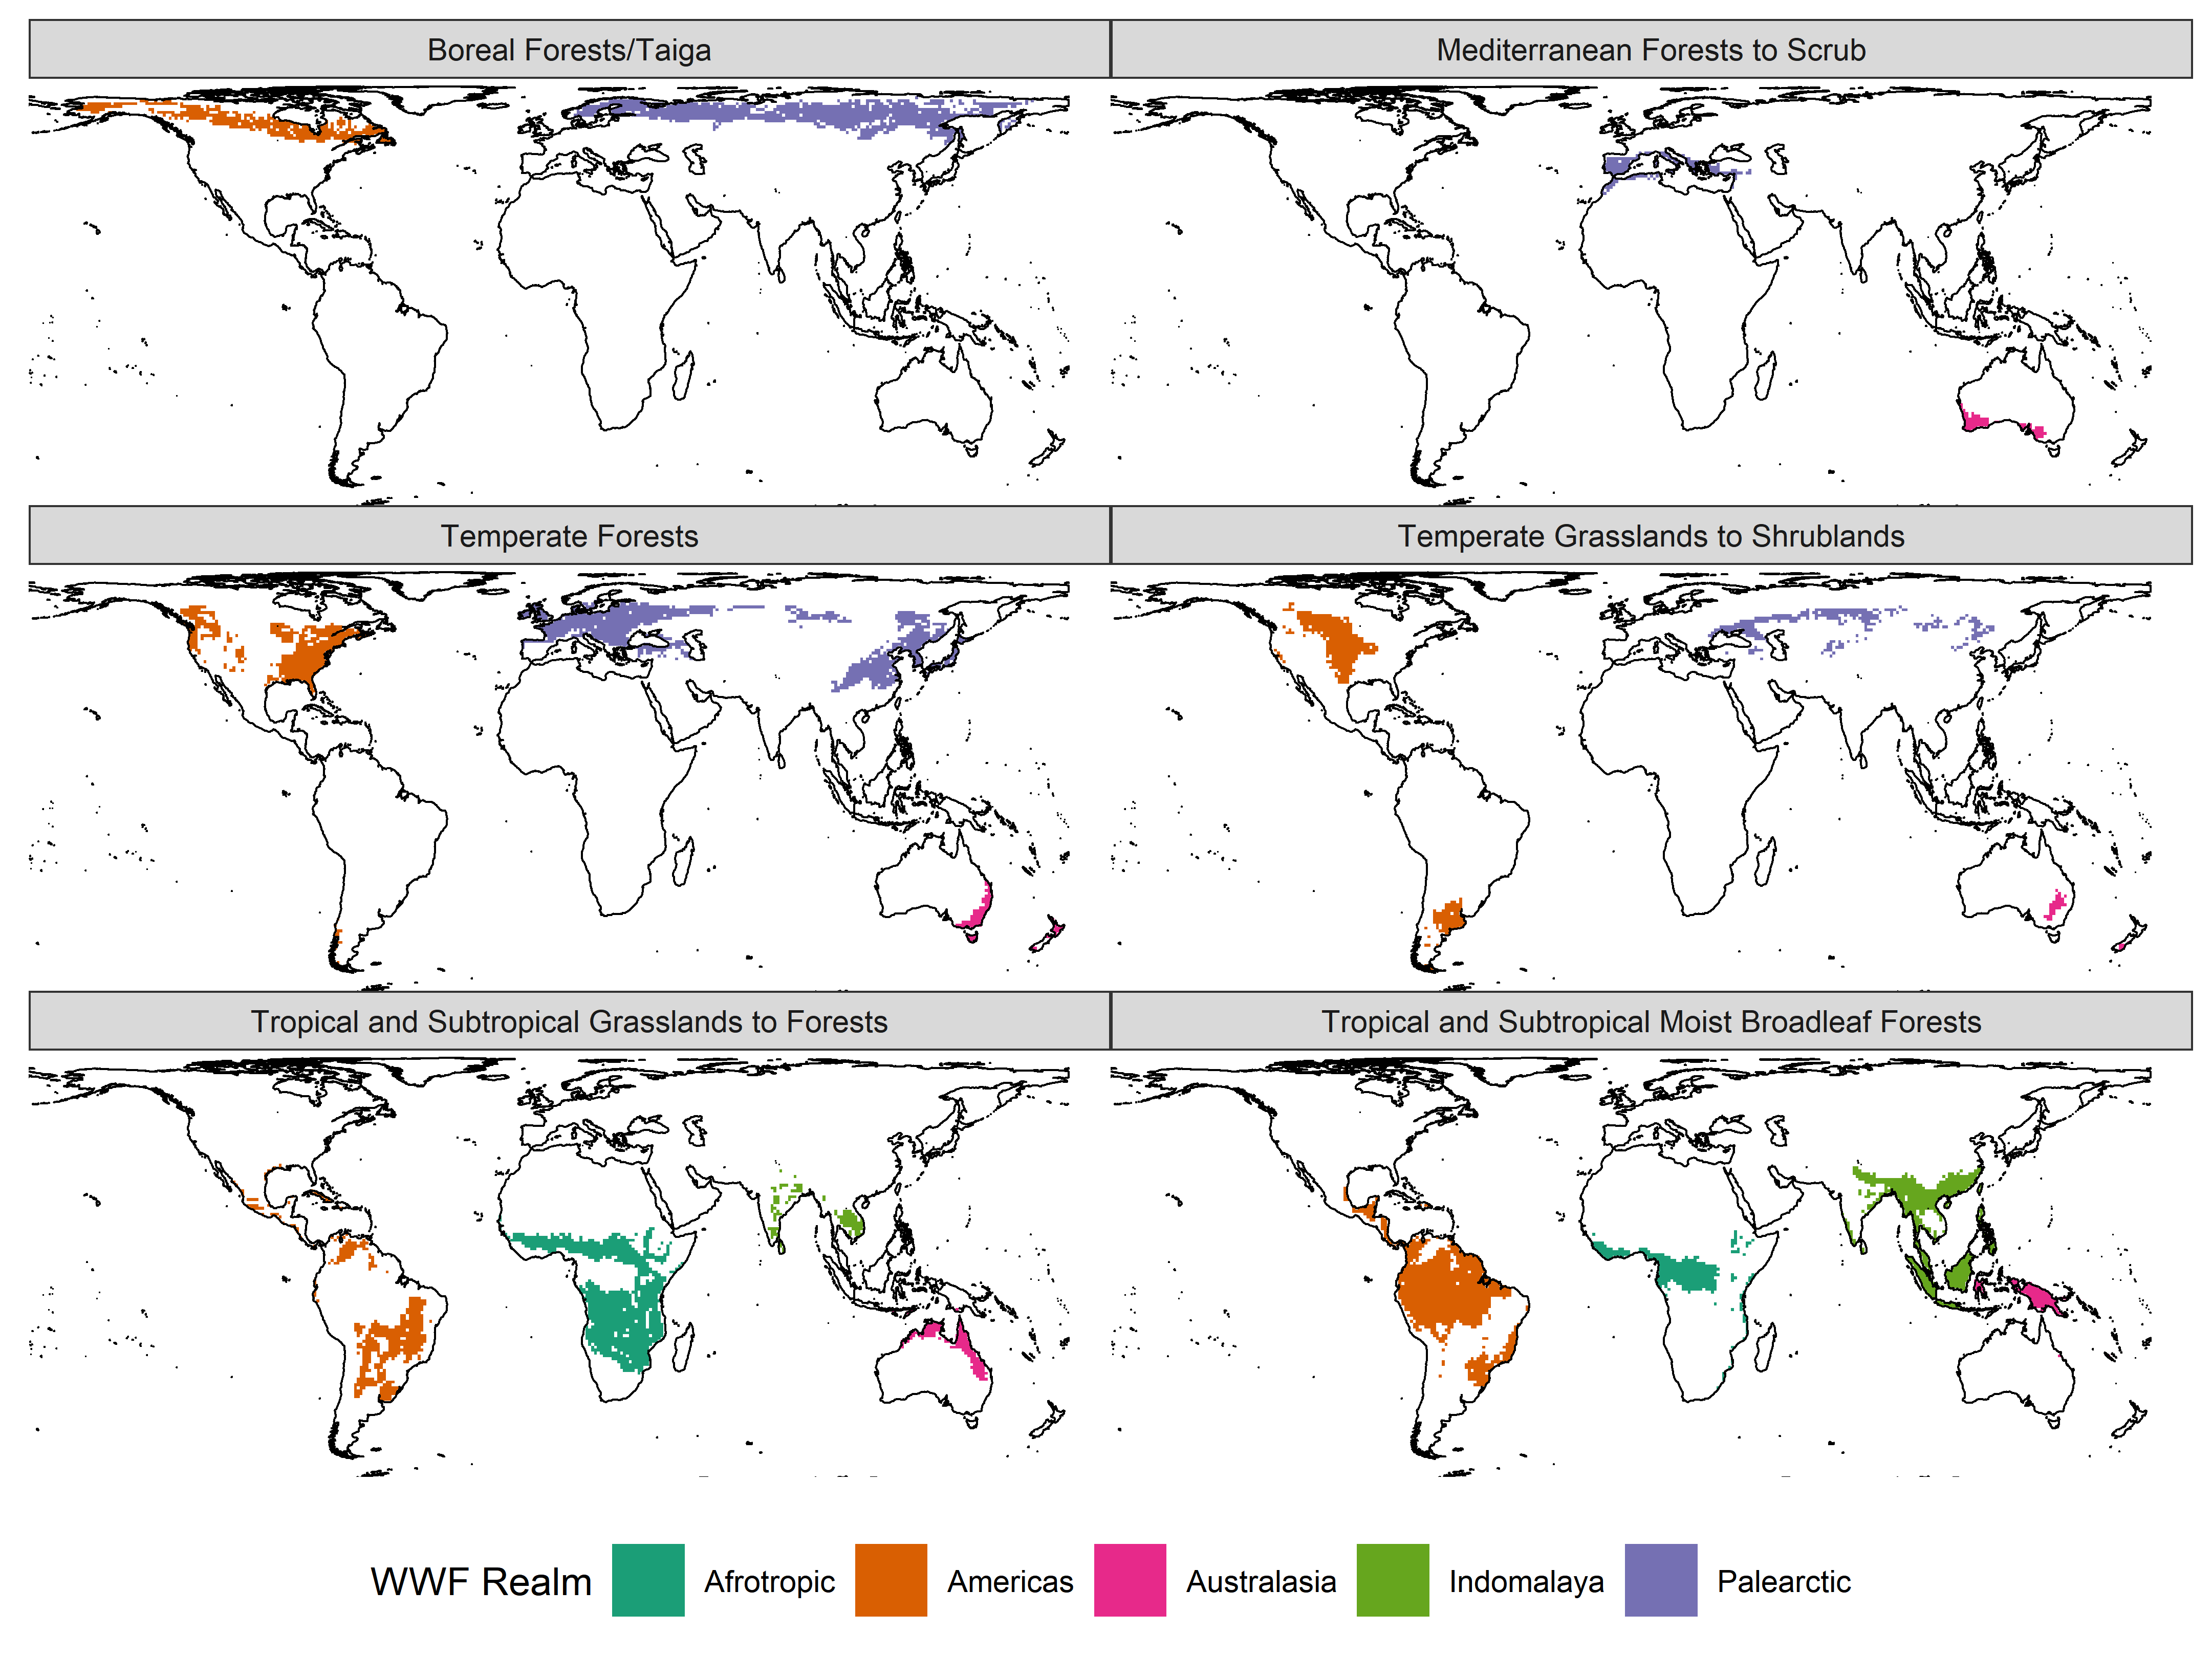 Boreal Forests/Taiga
Mediterranean Forests to Scrub
Temperate Forests
Temperate Grasslands to Shrublands
Tropical and Subtropical Grasslands to Forests
Tropical and Subtropical Moist Broadleaf Forests
WWF Realm Afrotropic Americas Australasia Indomalaya Palearctic